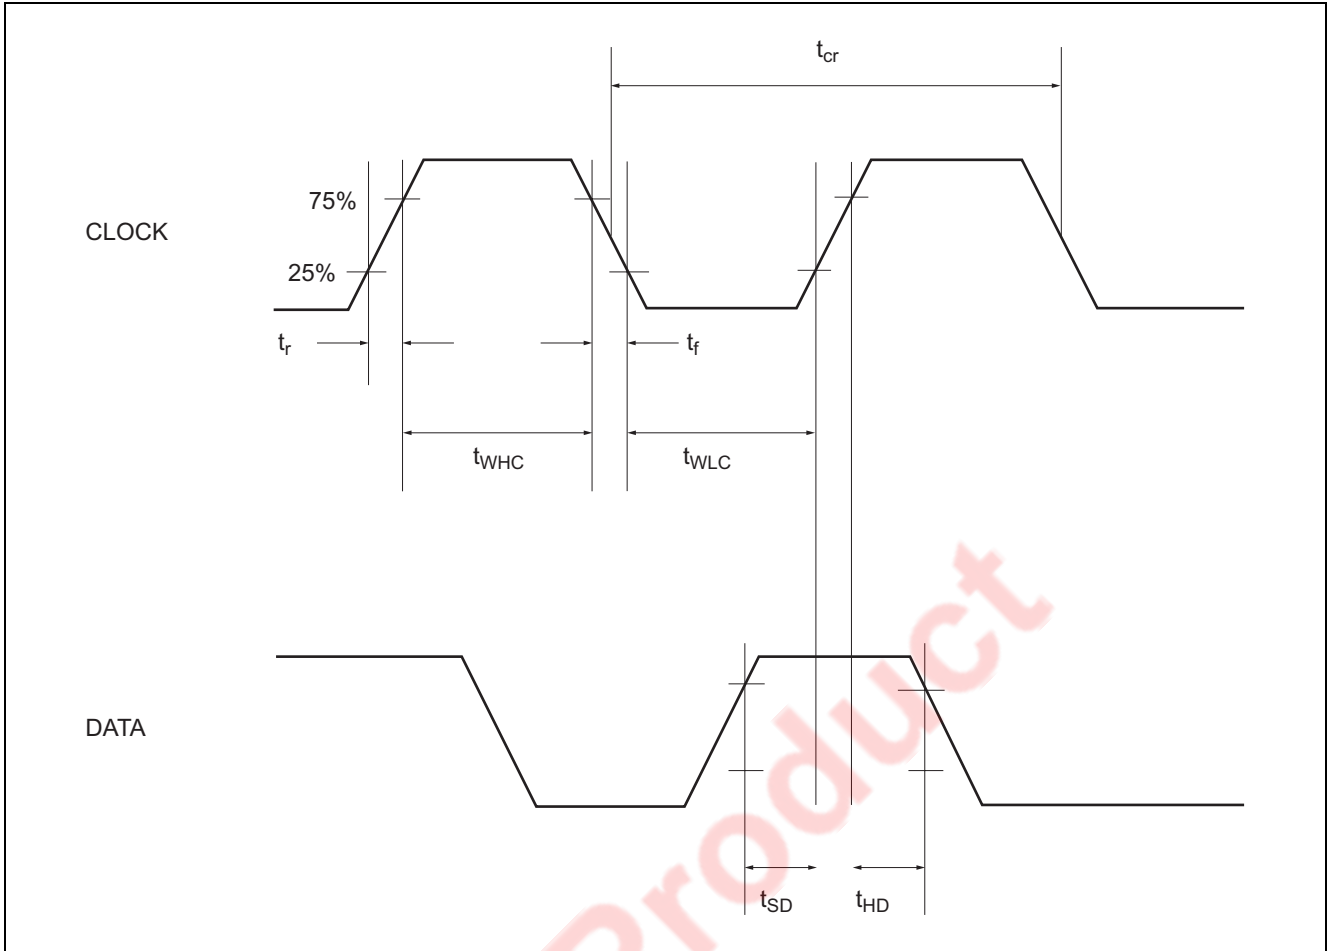 tcr
75%
CLOCK
25%
tr
tf
tWHC
tWLC
DATA
tSD
tHD
Product